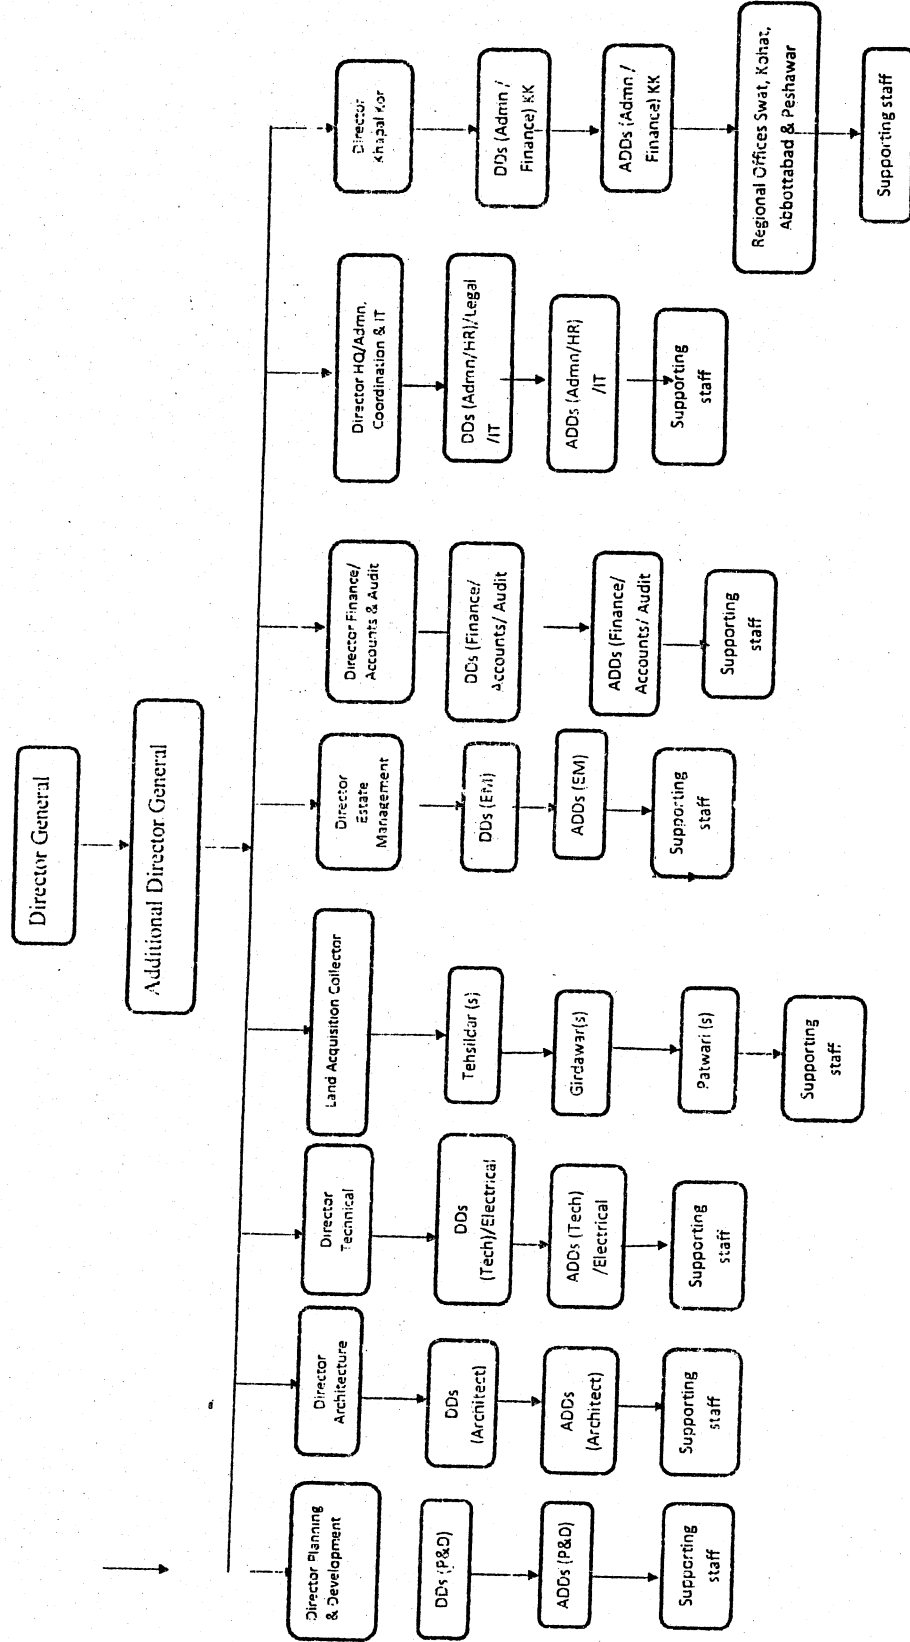 Director General
Additional Director General
Director Planning
& Development
DDs (P&D)
ADDs (P&D)
Supporting
staff
Director
Architecture
DDs
(Architect)
ADDs
(Architect)
Supporting
staff
Director
Technical
DDs
(Tech)/Electrical
ADDs (Tech)
/Electrical
Supporting
staff
Land Acquisition Collector
Tehsildar (s)
Girdawar(s)
Patwari (s)
Supporting
staff
Director
Estate
Management
DDs (EM)
ADDs (EM)
Supporting
staff
Director Finance/
Accounts & Audit
DDs (Finance/
Accounts/ Audit
ADDs (Finance/
Accounts/ Audit
Supporting
staff
Director HQ/Admn,
Coordination & IT
DDs (Admn/HR)/Legal
/IT
ADDs (Admn/HR)
/IT
Supporting
staff
Director
Khapal Kor
DDs (Admn /
Finance) KK
ADDs (Admn /
Finance) KK
Regional Offices Swat, Kohat,
Abbottabad & Peshawar
Supporting staff